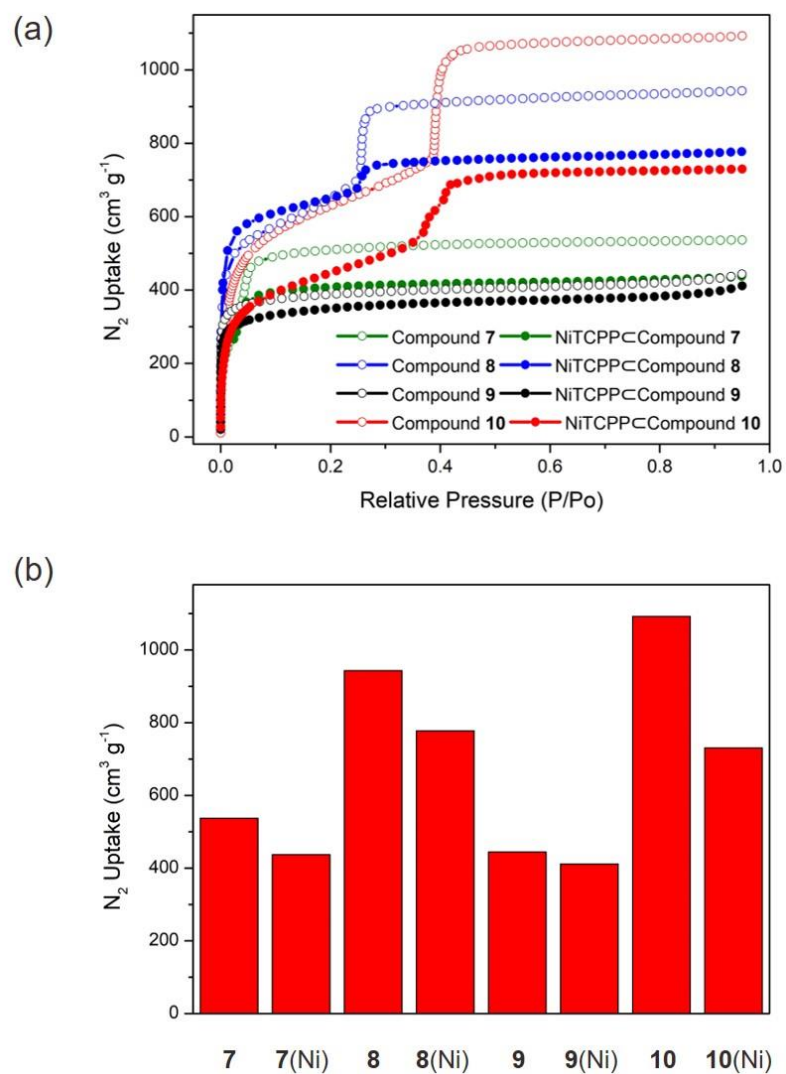 (a)
N₂ Uptake (cm³ g⁻¹)
1000
800
600
400
200
0
Compound 7 NiTCPP⊂Compound 7
Compound 8 NiTCPP⊂Compound 8
Compound 9 NiTCPP⊂Compound 9
Compound 10 NiTCPP⊂Compound 10
0.0 0.2 0.4 0.6 0.8 1.0
Relative Pressure (P/Po)
(b)
N₂ Uptake (cm³ g⁻¹)
1000
800
600
400
200
0
7 7(Ni) 8 8(Ni) 9 9(Ni) 10 10(Ni)